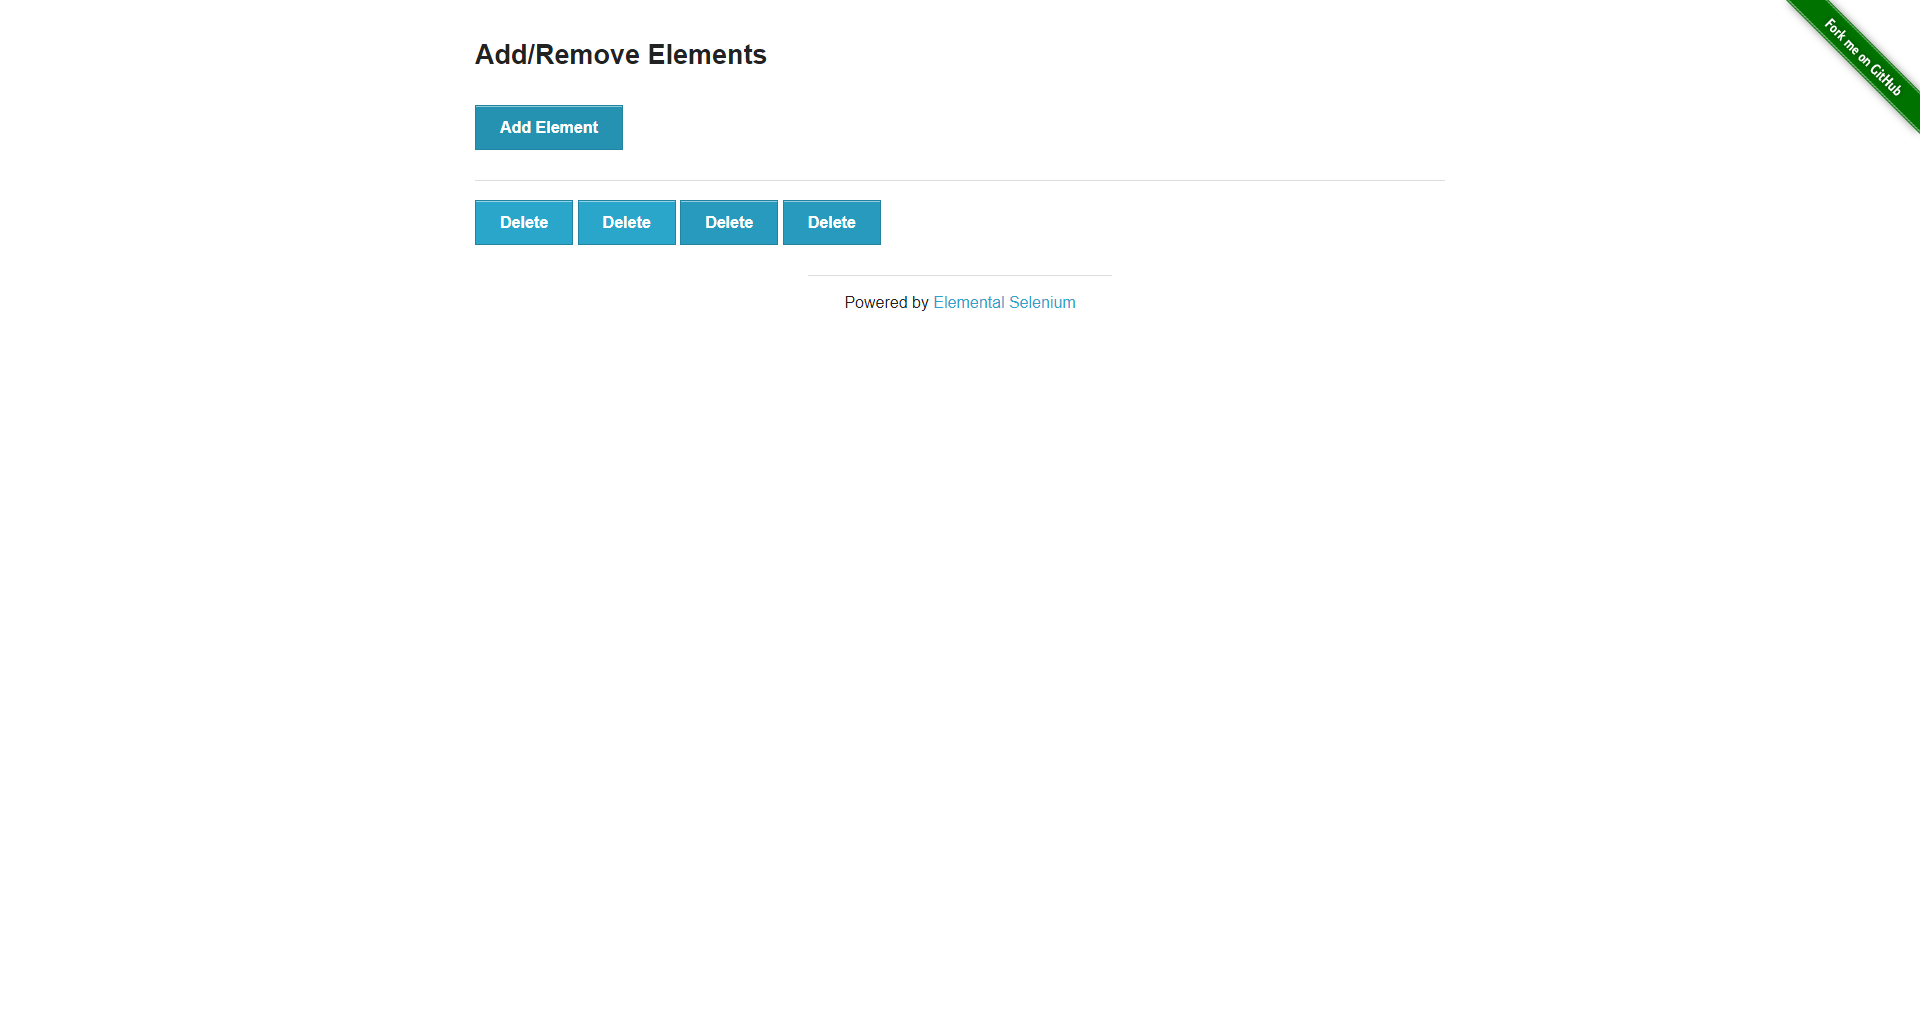 Add/Remove Elements
Fork me on GitHub
Add Element
Delete Delete Delete Delete
Powered by Elemental Selenium